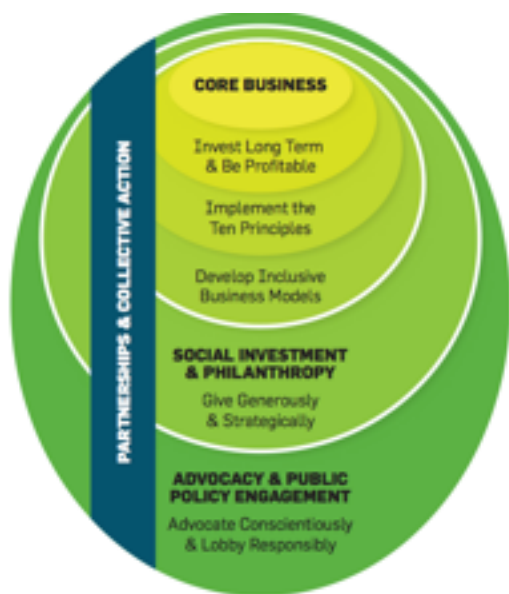 CORE BUSINESS
Invest Long Term
& Be Profitable
Implement the
Ten Principles
Develop Inclusive
Business Models
SOCIAL INVESTMENT
& PHILANTHROPY
Give Generously
& Strategically
ADVOCACY & PUBLIC
POLICY ENGAGEMENT
Advocate Conscientiously
& Lobby Responsibly
PARTNERSHIPS & COLLECTIVE ACTION